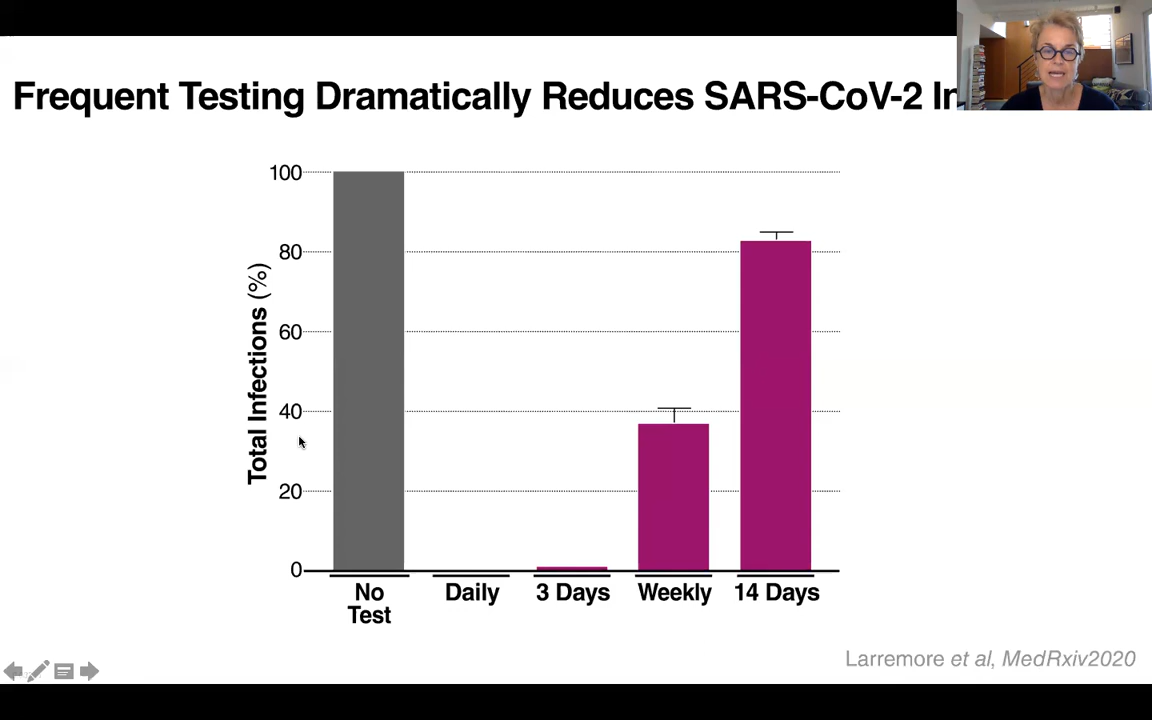 Frequent Testing Dramatically Reduces SARS-CoV-2 In
100
80
60
40
20
0
Total Infections (%)
No Test
Daily
3 Days
Weekly
14 Days
Larremore et al, MedRxiv2020